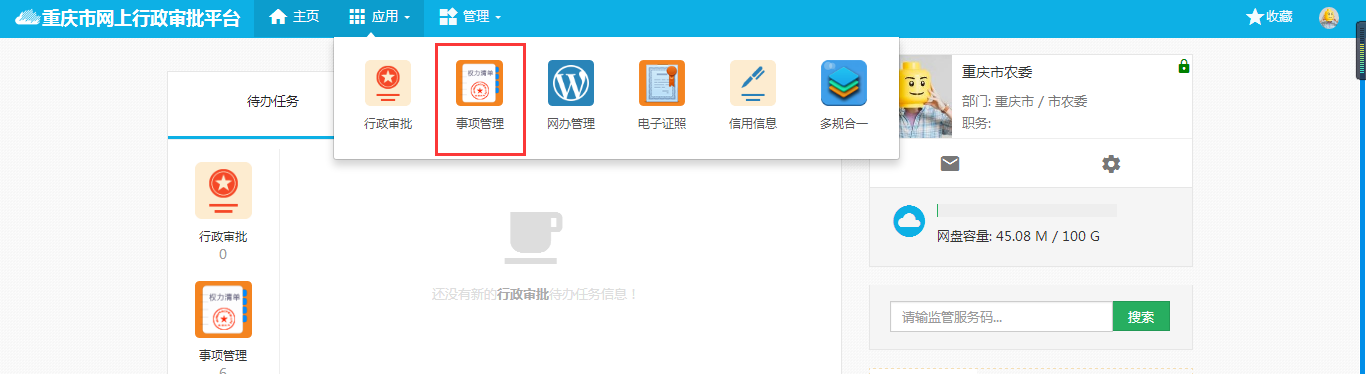 重庆市网上行政审批平台 主页 应用 管理 收藏
行政审批 事项管理 网办管理 电子证照 信用信息 多规合一
权力清单
待办任务
行政审批
0
权力清单
事项管理
6
还没有新的行政审批待办任务信息！
重庆市农委
部门: 重庆市 / 市农委
职务:
网盘容量: 45.08 M / 100 G
请输监管服务码... 搜索